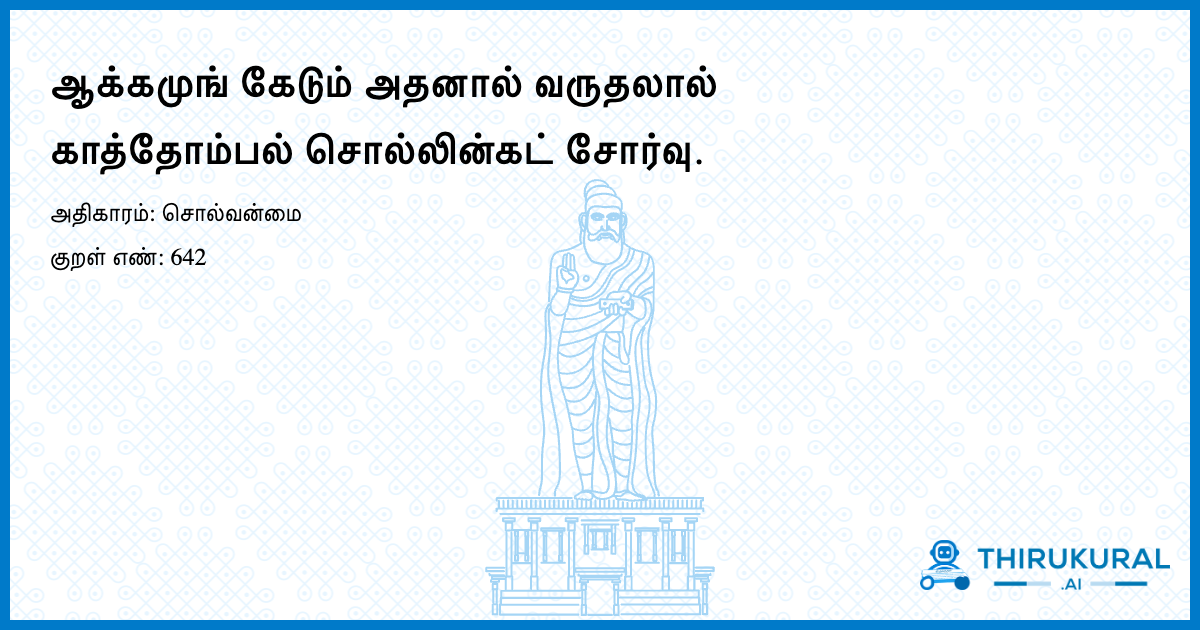 ஆக்கமுங் கேடும் அதனால் வருதலால்
காத்தோம்பல் சொல்லின்கட் சோர்வு.
அதிகாரம்: சொல்வன்மை
குறள் எண்: 642
THIRUKURAL
.AI